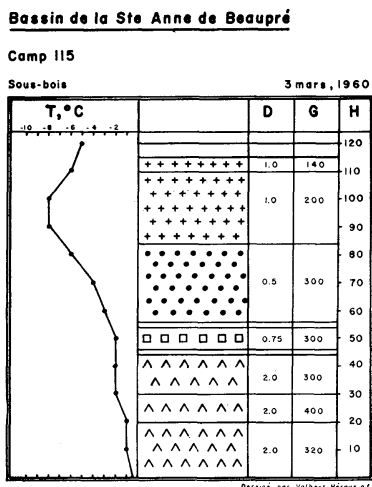 Bassin de la Ste Anne de Beaupré
Camp 115
Sous-bois 3 mars, 1960
T,°C D G H
-10 -8 -6 -4 -2
120
1.0 140
110
1.0 200 100
90
80
0.5 300 70
60
0.75 300 50
40
2.0 300
30
2.0 400
20
2.0 320 10
Dessiné par